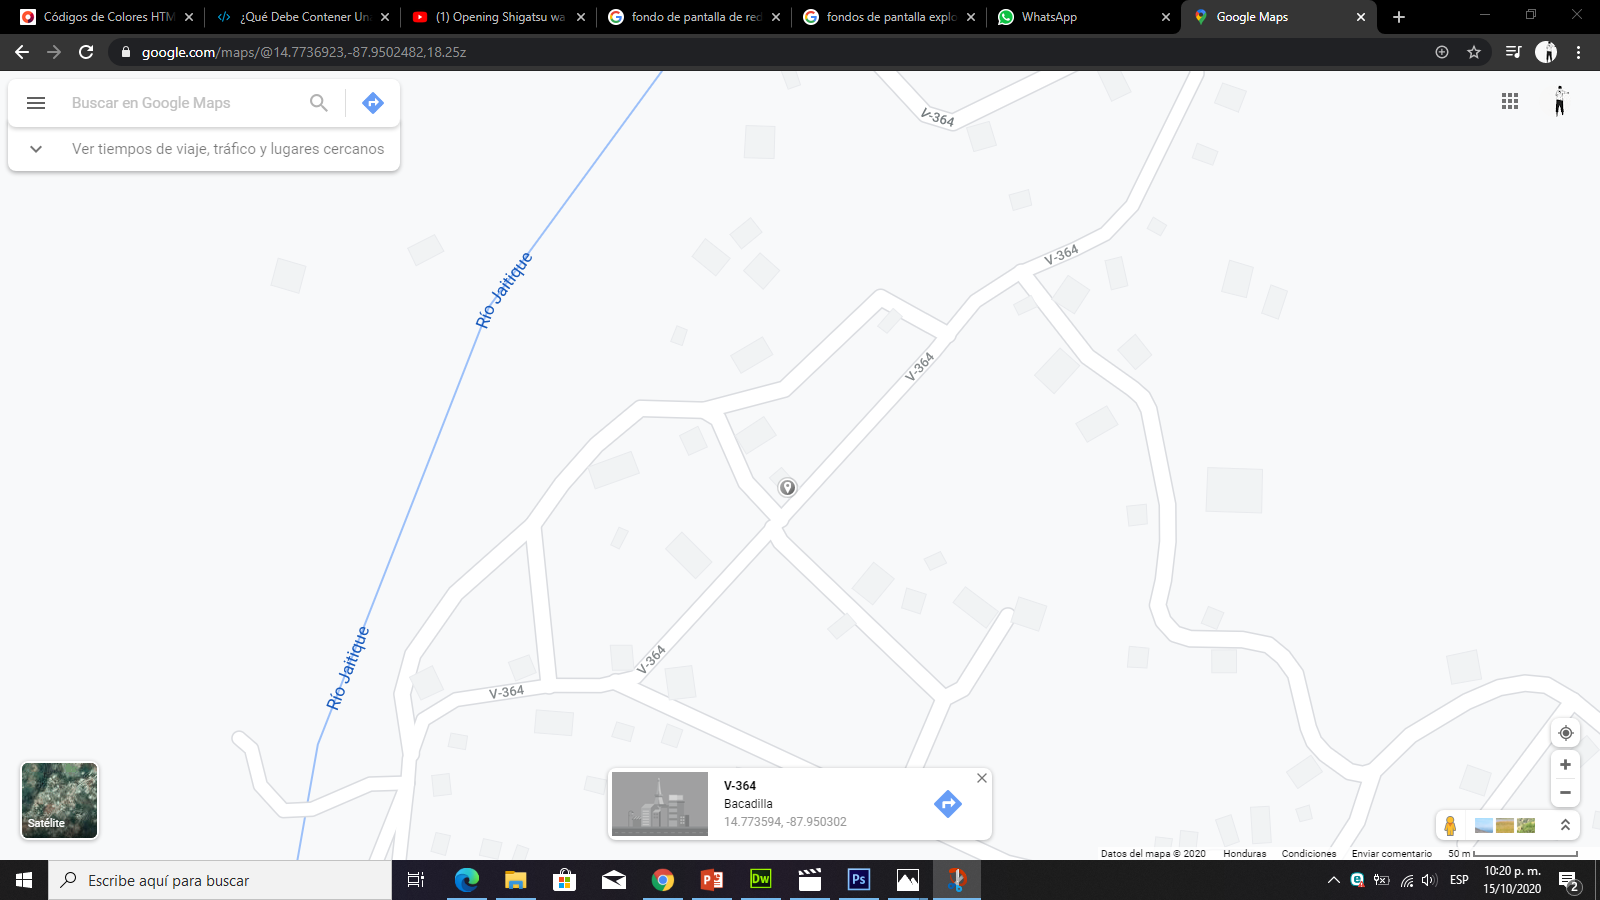 Códigos de Colores HTM
¿Qué Debe Contener Un
(1) Opening Shigatsu wa
fondo de pantalla de red
fondos de pantalla explo
WhatsApp
Google Maps
google.com/maps/@14.7736923,-87.9502482,18.25z
Buscar en Google Maps
Ver tiempos de viaje, tráfico y lugares cercanos
V-364
V-364
Río Jaitique
V-364
Río Jaitique
V-364
V-364
V-364
Bacadilla
14.773594, -87.950302
Satélite
Datos del mapa © 2020 Honduras Condiciones Enviar comentario 50 m
Escribe aquí para buscar
Dw
Ps
ESP
10:20 p. m.
15/10/2020
2